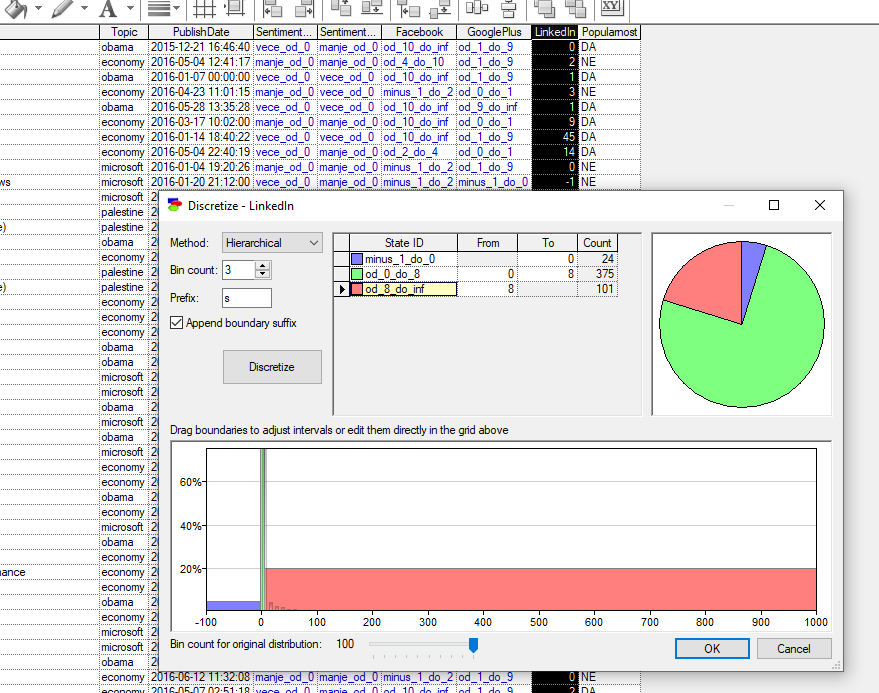 A
XY
Topic PublishDate Sentiment... Sentiment... Facebook GooglePlus LinkedIn Popularnost
obama 2015-12-21 16:46:40 vece_od_0 manje_od_0 od_10_do_inf od_1_do_9 0 DA
economy 2016-05-04 12:41:17 manje_od_0 manje_od_0 od_4_do_10 od_1_do_9 2 NE
obama 2016-01-07 00:00:00 vece_od_0 vece_od_0 od_10_do_inf od_1_do_9 1 DA
economy 2016-04-23 11:01:15 manje_od_0 vece_od_0 minus_1_do_2 od_0_do_1 3 NE
obama 2016-05-28 13:35:28 vece_od_0 vece_od_0 od_10_do_inf od_9_do_inf 1 DA
economy 2016-03-17 10:02:00 manje_od_0 manje_od_0 od_10_do_inf od_0_do_1 9 DA
economy 2016-01-14 18:40:22 vece_od_0 vece_od_0 od_10_do_inf od_1_do_9 45 DA
economy 2016-05-04 22:40:19 vece_od_0 manje_od_0 od_2_do_4 od_0_do_1 14 DA
microsoft 2016-01-04 19:20:26 manje_od_0 manje_od_0 minus_1_do_2 od_1_do_9 0 NE
ws microsoft 2016-01-20 21:12:00 vece_od_0 manje_od_0 minus_1_do_2 minus_1_do_0 -1 NE
microsoft 2
palestine 2
e) palestine 2
obama 2
economy 2
palestine 2
e) palestine 2
economy 2
economy 2
economy 2
obama 2
obama 2
microsoft 2
microsoft 2
obama 2
microsoft 2
obama 2
microsoft 2
economy 2
economy 2
obama 2
economy 2
microsoft 2
obama 2
economy 2
nance economy 2
economy 2
obama 2
economy 2
microsoft 2
microsoft 2
obama 2
Discretize - LinkedIn
Method: Hierarchical
Bin count: 3
Prefix: s
Append boundary suffix
Discretize
State ID From To Count
minus_1_do_0 0 24
od_0_do_8 0 8 375
od_8_do_inf 8 101
Drag boundaries to adjust intervals or edit them directly in the grid above
60%
40%
20%
-100 0 100 200 300 400 500 600 700 800 900 1000
Bin count for original distribution: 100
OK Cancel
economy 2016-06-12 11:32:08 manje_od_0 manje_od_0 minus_1_do_2 od_0_do_1 0 NE
economy 2016-05-07 02:51:18 vece_od_0 manje_od_0 od_10_do_inf od_1_do_9 2 DA